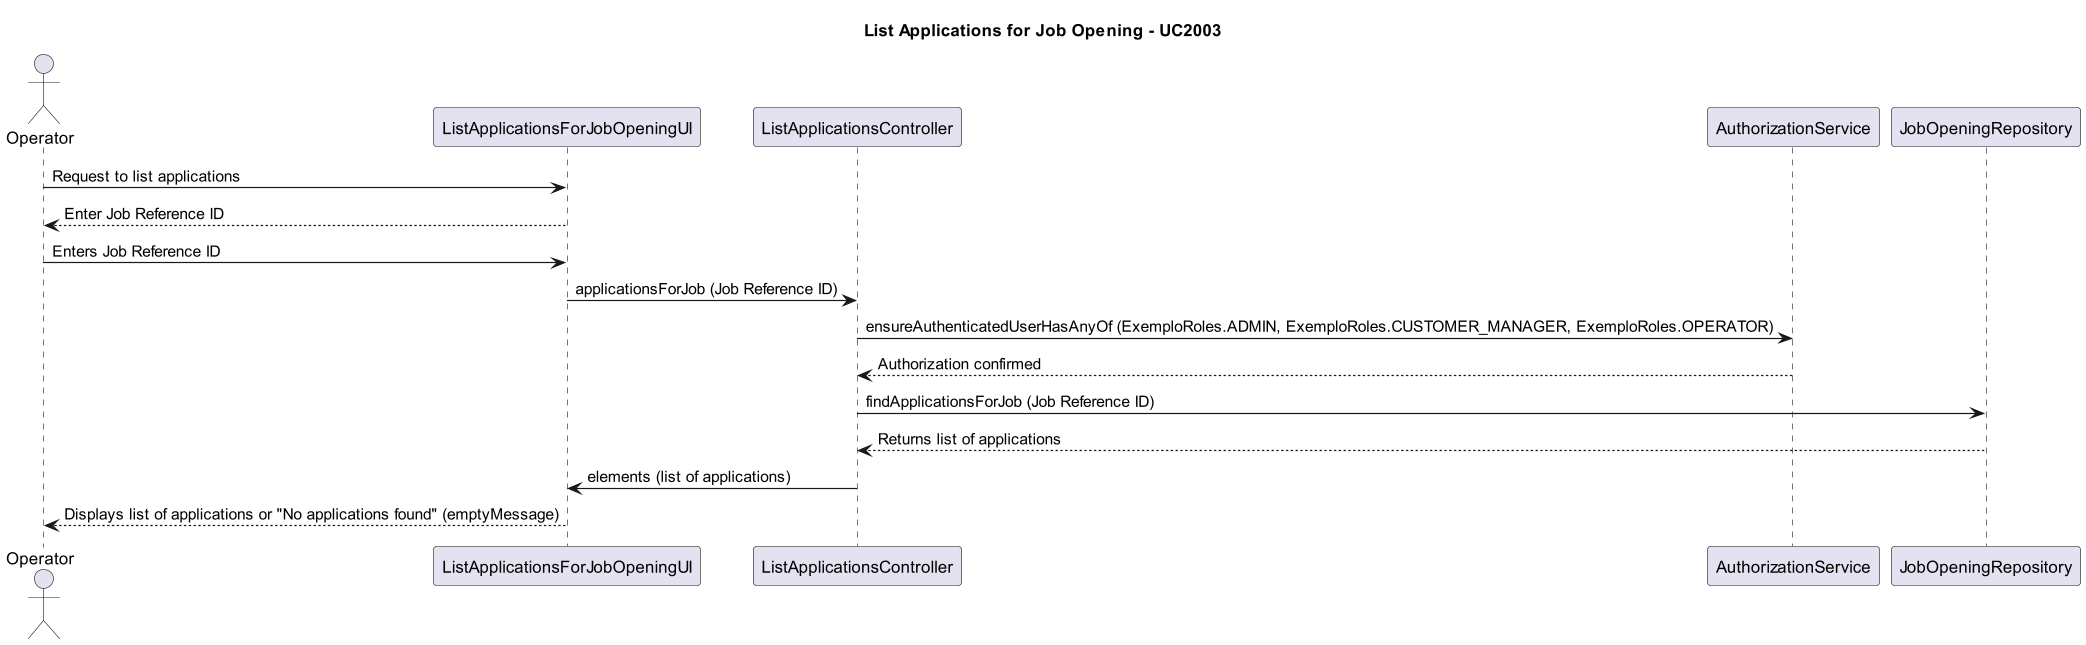 List Applications for Job Opening - UC2003
Operator
ListApplicationsForJobOpeningUI
ListApplicationsController
AuthorizationService
JobOpeningRepository
Request to list applications
Enter Job Reference ID
Enters Job Reference ID
applicationsForJob (Job Reference ID)
ensureAuthenticatedUserHasAnyOf (ExemploRoles.ADMIN, ExemploRoles.CUSTOMER_MANAGER, ExemploRoles.OPERATOR)
Authorization confirmed
findApplicationsForJob (Job Reference ID)
Returns list of applications
elements (list of applications)
Displays list of applications or "No applications found" (emptyMessage)
Operator
ListApplicationsForJobOpeningUI
ListApplicationsController
AuthorizationService
JobOpeningRepository